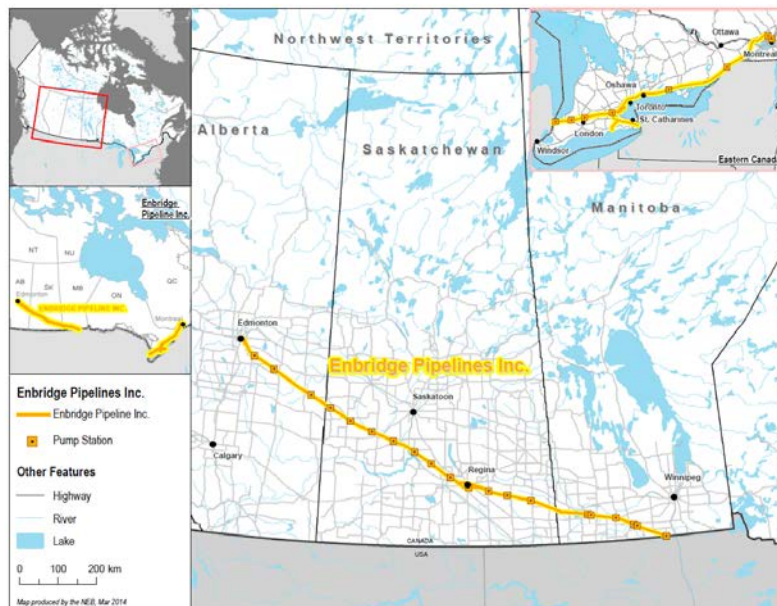 Northwest Territories
Alberta
Saskatchewan
Manitoba
Edmonton
Enbridge Pipelines Inc.
Saskatoon
Calgary
Regina
Winnipeg
CANADA
USA
Ottawa
Montreal
Oshawa
Toronto
St. Catharines
London
Windsor
Eastern Canada
Enbridge
Pipeline Inc.
NT
NU
AB
SK
MB
ON
QC
Edmonton
ENBRIDGE PIPELINE INC.
Montreal
Enbridge Pipelines Inc.
Enbridge Pipeline Inc.
Pump Station
Other Features
Highway
River
Lake
0 100 200 km
Map produced by the NEB, Mar 2014